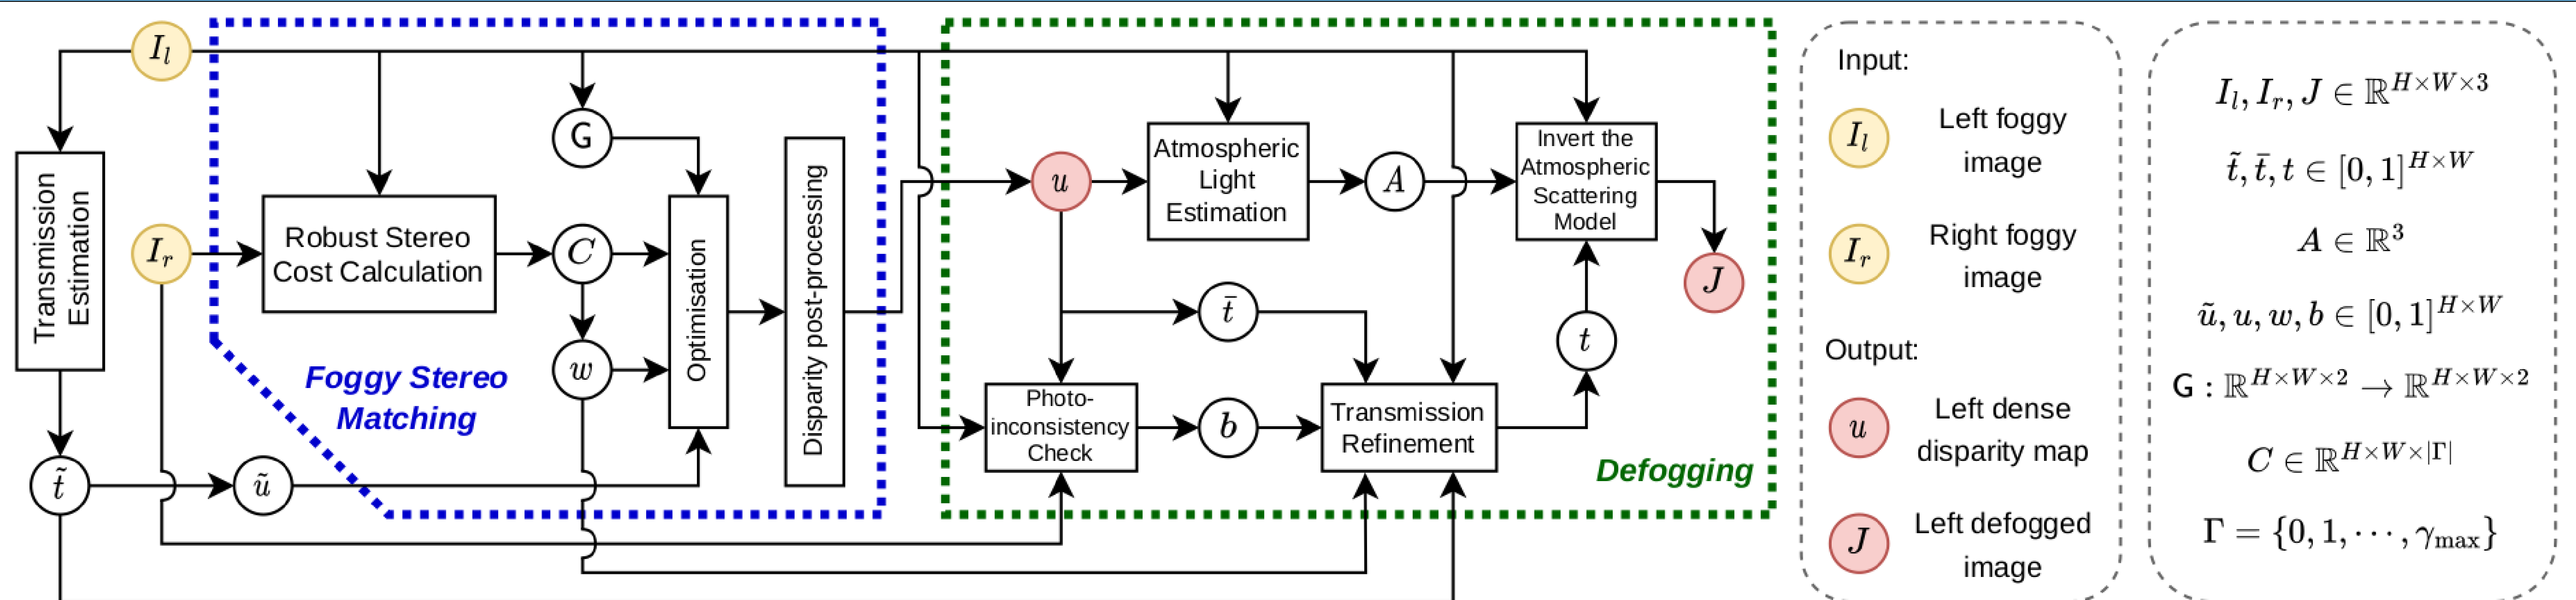 I_l
Transmission
Estimation
t̃
I_r
ũ
Robust Stereo
Cost Calculation
Foggy Stereo
Matching
G
C
w
Optimisation
Disparity post-processing
u
Atmospheric
Light
Estimation
A
Invert the
Atmospheric
Scattering
Model
J
t̄
t
Photo-
inconsistency
Check
b
Transmission
Refinement
Defogging
Input:
I_l Left foggy
image
I_r Right foggy
image
Output:
u Left dense
disparity map
J Left defogged
image
I_l, I_r, J ∈ ℝ^{H×W×3}
t̃, t̄, t ∈ [0, 1]^{H×W}
A ∈ ℝ^3
ũ, u, w, b ∈ [0, 1]^{H×W}
G : ℝ^{H×W×2} → ℝ^{H×W×2}
C ∈ ℝ^{H×W×|Γ|}
Γ = {0, 1, ⋯ , γ_max}